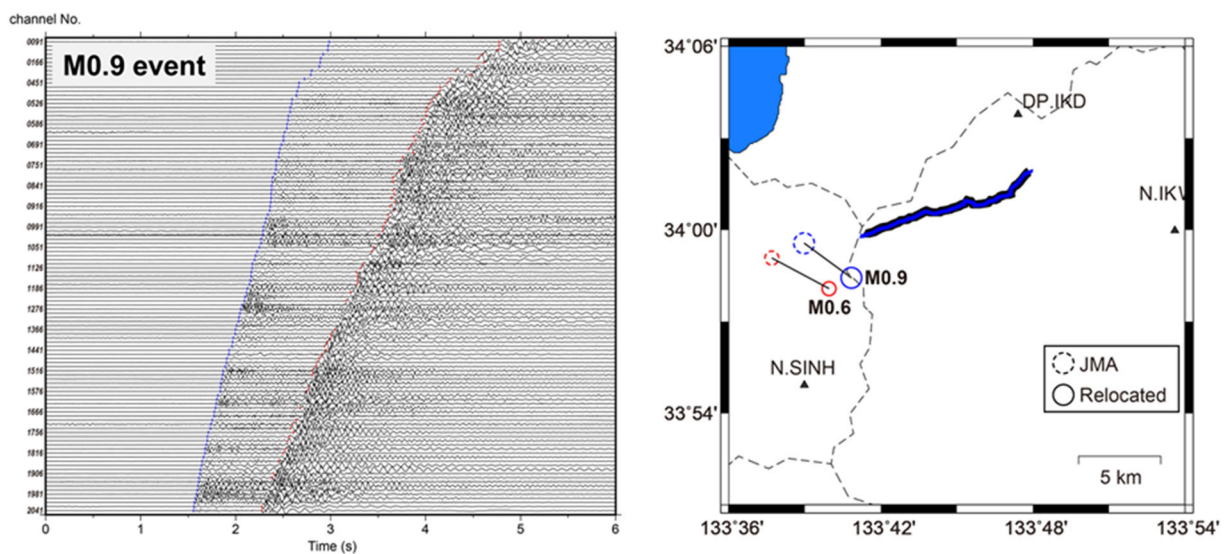 channel No.
M0.9 event
0091
0166
0451
0526
0586
0691
0751
0841
0916
0991
1051
1126
1276
1366
1441
1516
1576
1666
1756
1816
1906
1981
2041
0 1 2 3 4 5 6
Time (s)
34°06'
34°00'
33°54'
133°36' 133°42' 133°48' 133°54'
DP.IKD
N.IKV
M0.9
M0.6
N.SINH
JMA
Relocated
5 km